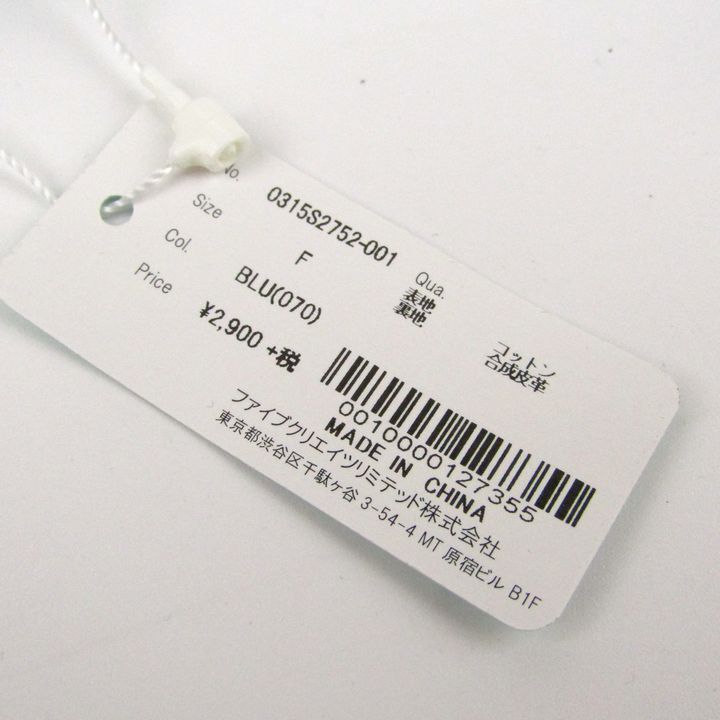 No. 0315S2752-001
Size F
Col. BLU(070)
Price ¥2,900+税
Qua.
表地 コットン
裏地 合成皮革
0010000127355
MADE IN CHINA
ファイブクリエイツリミテッド株式会社
東京都渋谷区千駄ケ谷 3-54-4 MT 原宿ビル B1F